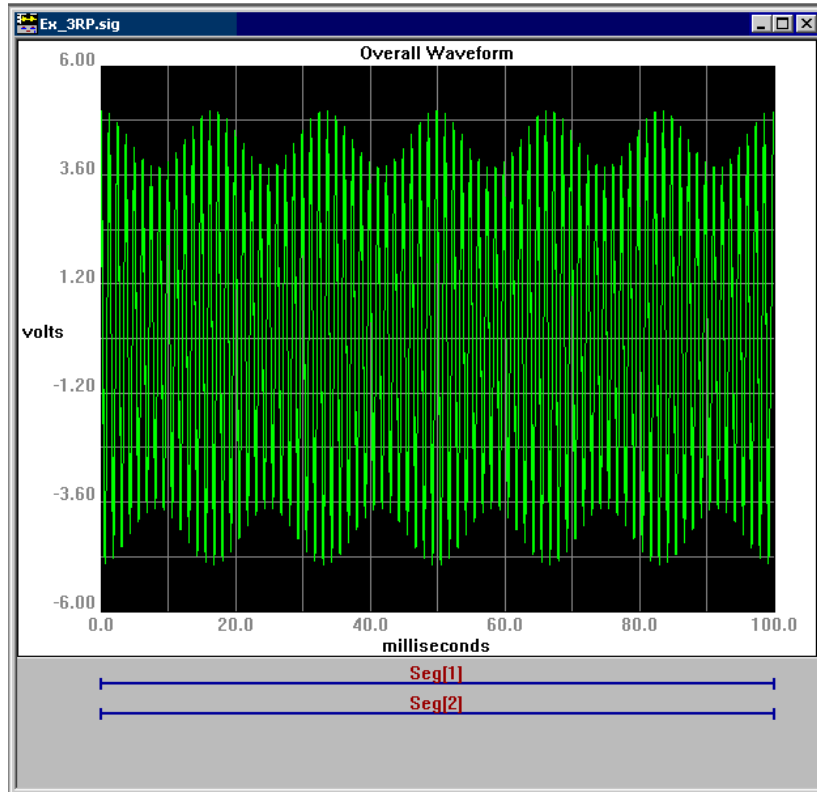 Ex_3RP.sig
Overall Waveform
6.00
3.60
1.20
volts
-1.20
-3.60
-6.00
0.0 20.0 40.0 60.0 80.0 100.0
milliseconds
Seg[1]
Seg[2]